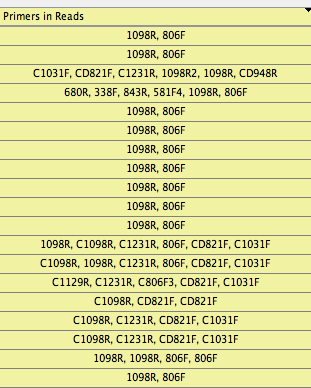 Primers in Reads
1098R, 806F
1098R, 806F
C1031F, CD821F, C1231R, 1098R2, 1098R, CD948R
680R, 338F, 843R, 581F4, 1098R, 806F
1098R, 806F
1098R, 806F
1098R, 806F
1098R, 806F
1098R, 806F
1098R, 806F
1098R, 806F
1098R, C1098R, C1231R, 806F, CD821F, C1031F
C1098R, 1098R, C1231R, 806F, CD821F, C1031F
C1129R, C1231R, C806F3, CD821F, C1031F
C1098R, CD821F, CD821F
C1098R, C1231R, CD821F, C1031F
C1098R, C1231R, CD821F, C1031F
1098R, 1098R, 806F, 806F
1098R, 806F